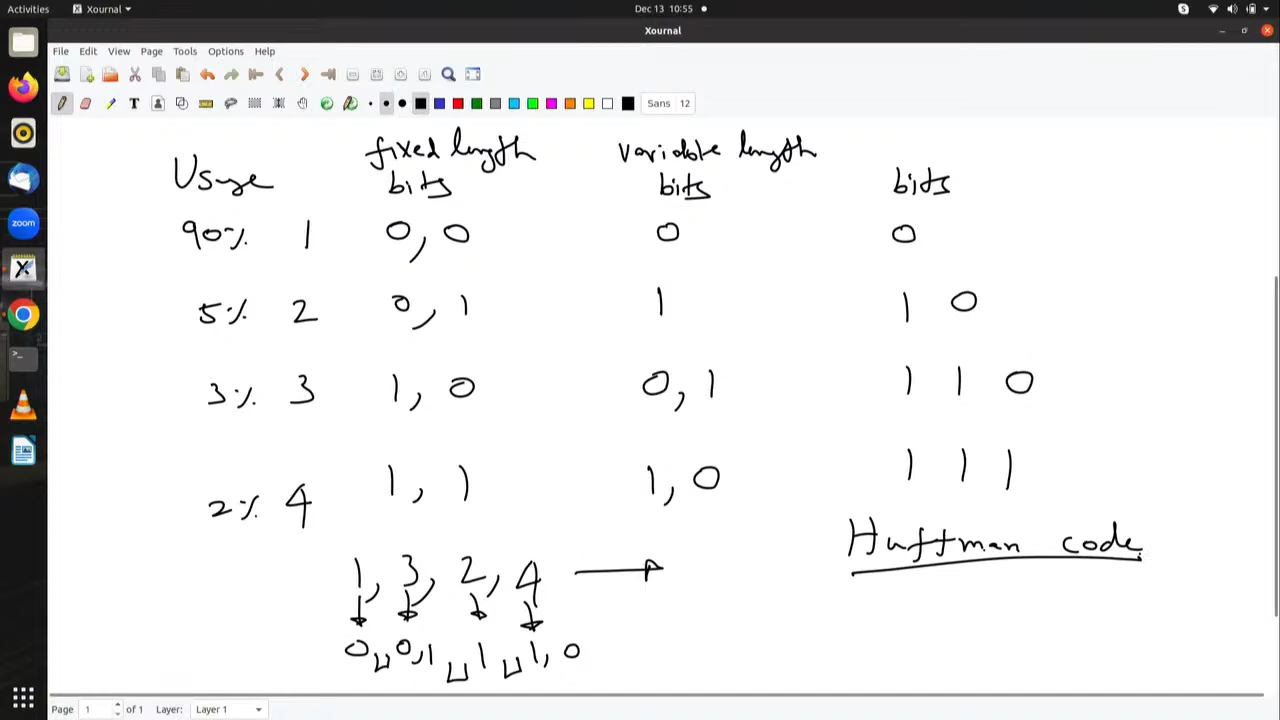 Activities Xournal Dec 13 10:55
Xournal
File Edit View Page Tools Options Help
Sans 12
Usage fixed length bits variable length bits bits
90% 1 0,0 0 0
5% 2 0,1 1 1 0
3% 3 1,0 0,1 1 1 0
2% 4 1,1 1,0 1 1 1
Huffman code
1, 3, 2, 4
0␣0,1␣1␣1,0
zoom
Page 1 of 1 Layer: Layer 1